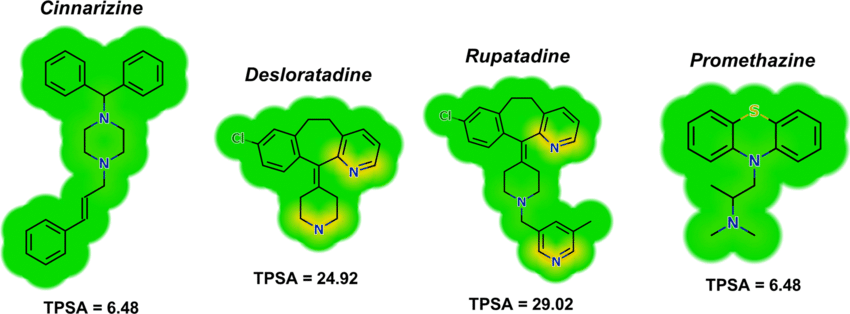 Cinnarizine
Desloratadine
Rupatadine
Promethazine
N
N
Cl
N
N
Cl
N
N
N
S
N
N
TPSA = 6.48
TPSA = 24.92
TPSA = 29.02
TPSA = 6.48